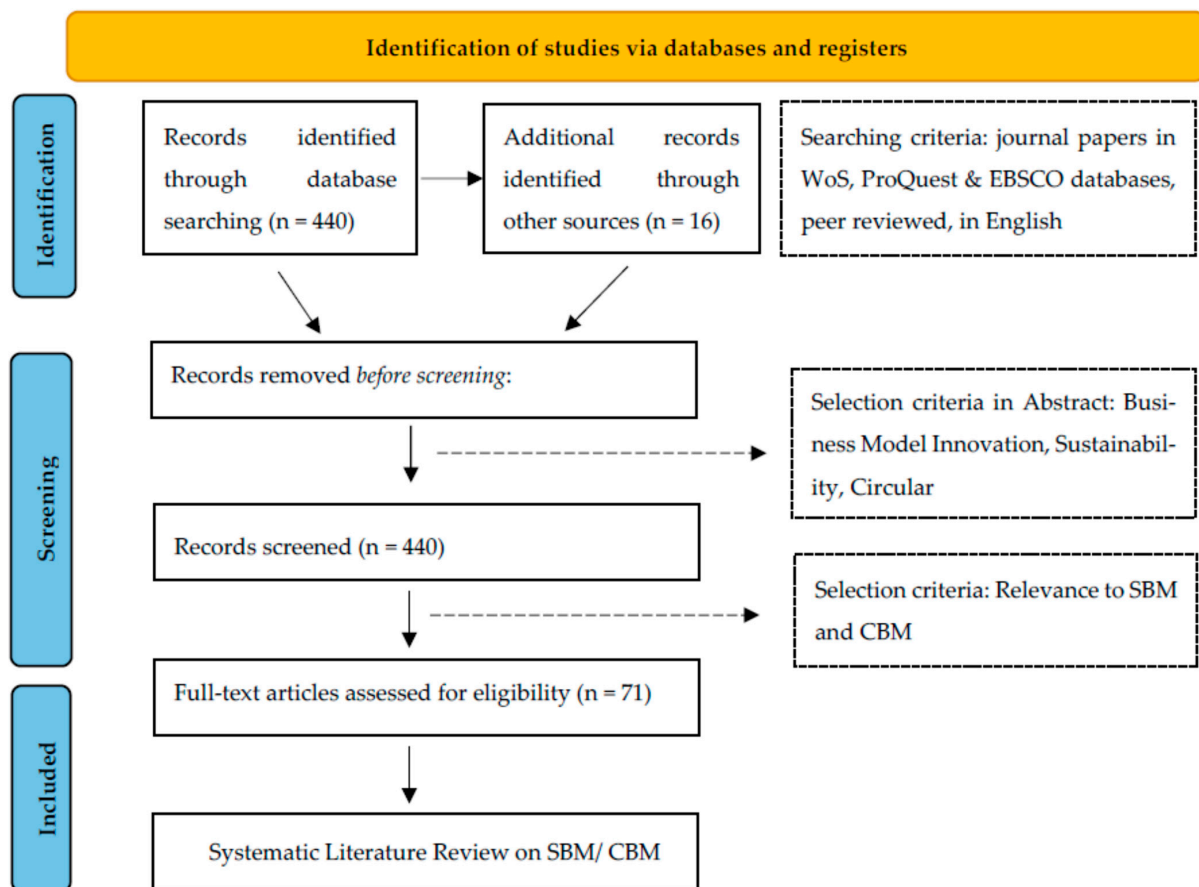 Identification of studies via databases and registers
Identification
Records identified
through database
searching (n = 440)
Additional records
identified through
other sources (n = 16)
Searching criteria: journal papers in
WoS, ProQuest & EBSCO databases,
peer reviewed, in English
Screening
Records removed before screening:
Selection criteria in Abstract: Busi-
ness Model Innovation, Sustainabil-
ity, Circular
Records screened (n = 440)
Selection criteria: Relevance to SBM
and CBM
Included
Full-text articles assessed for eligibility (n = 71)
Systematic Literature Review on SBM/ CBM